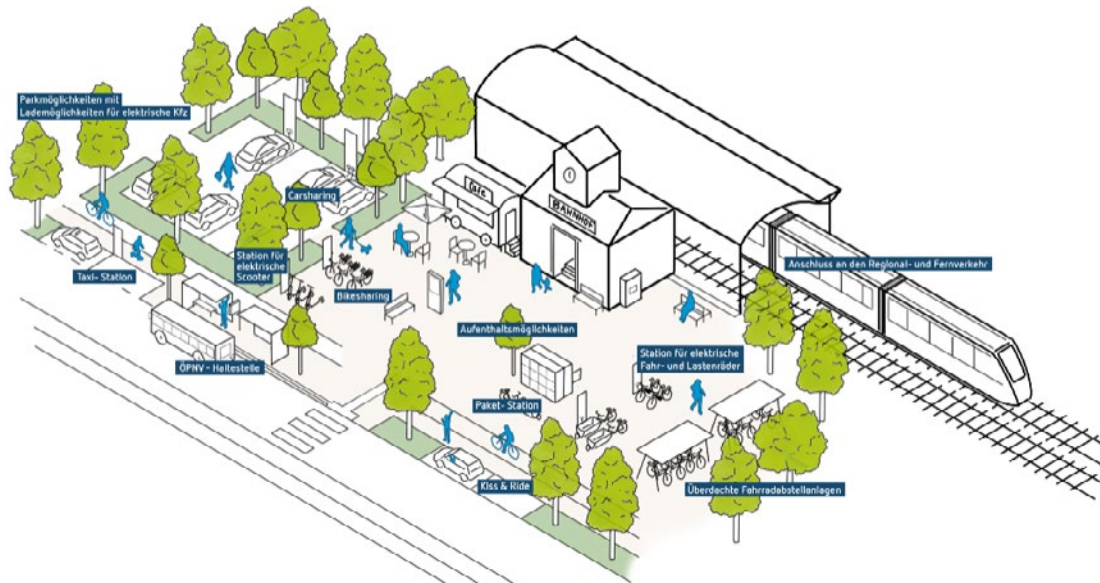 Parkmöglichkeiten mit
Lademöglichkeiten für elektrische Kfz
Cafe
BAHNHOF
Carsharing
Anschluss an den Regional- und Fernverkehr
Station für
elektrische
Scooter
Taxi- Station
Bikesharing
Aufenthaltsmöglichkeiten
ÖPNV - Haltestelle
Station für elektrische
Fahr- und Lastenräder
Paket- Station
Kiss & Ride
Überdachte Fahrradabstellanlagen